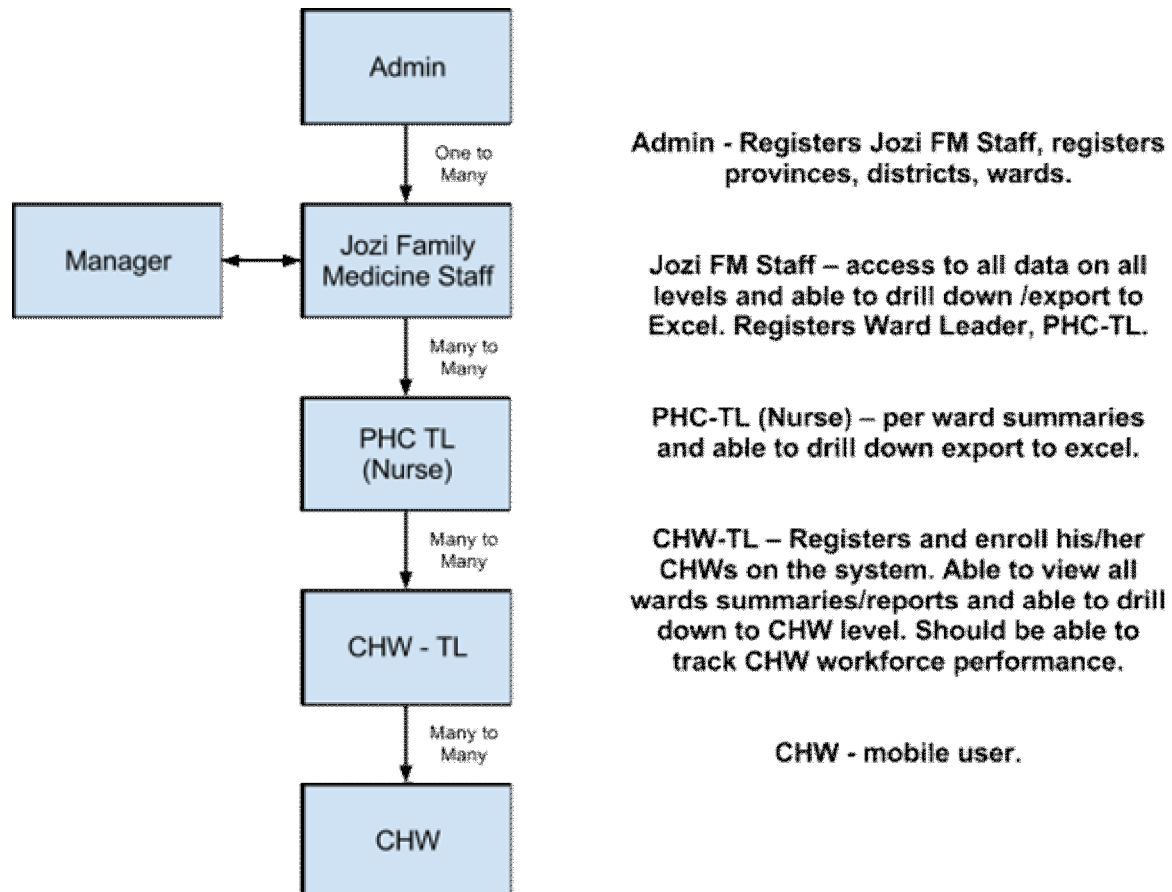 Admin
One to
Many
Manager
Jozi Family
Medicine Staff
Many to
Many
PHC TL
(Nurse)
Many to
Many
CHW - TL
Many to
Many
CHW
Admin - Registers Jozi FM Staff, registers
provinces, districts, wards.
Jozi FM Staff – access to all data on all
levels and able to drill down /export to
Excel. Registers Ward Leader, PHC-TL.
PHC-TL (Nurse) – per ward summaries
and able to drill down export to excel.
CHW-TL – Registers and enroll his/her
CHWs on the system. Able to view all
wards summaries/reports and able to drill
down to CHW level. Should be able to
track CHW workforce performance.
CHW - mobile user.